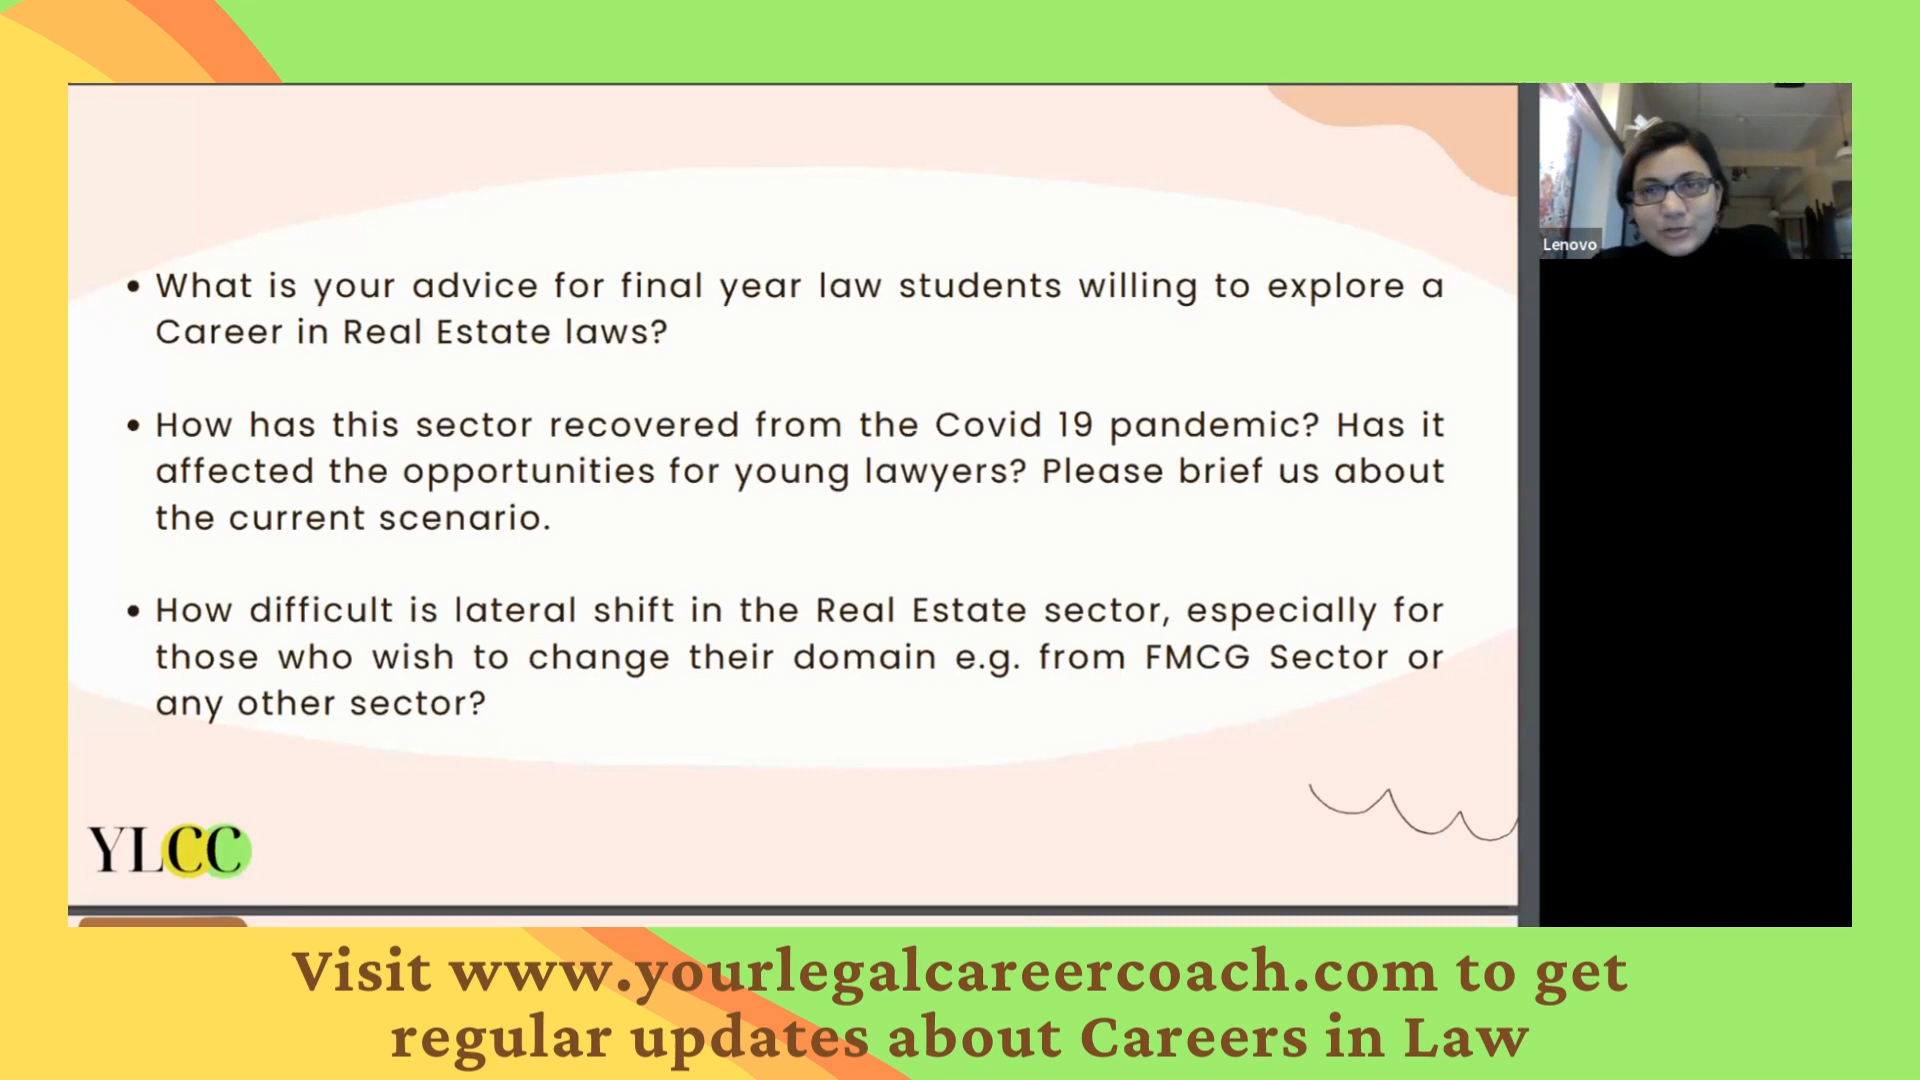 • What is your advice for final year law students willing to explore a
Career in Real Estate laws?
• How has this sector recovered from the Covid 19 pandemic? Has it
affected the opportunities for young lawyers? Please brief us about
the current scenario.
• How difficult is lateral shift in the Real Estate sector, especially for
those who wish to change their domain e.g. from FMCG Sector or
any other sector?
YLCC
Lenovo
Visit www.yourlegalcareercoach.com to get
regular updates about Careers in Law